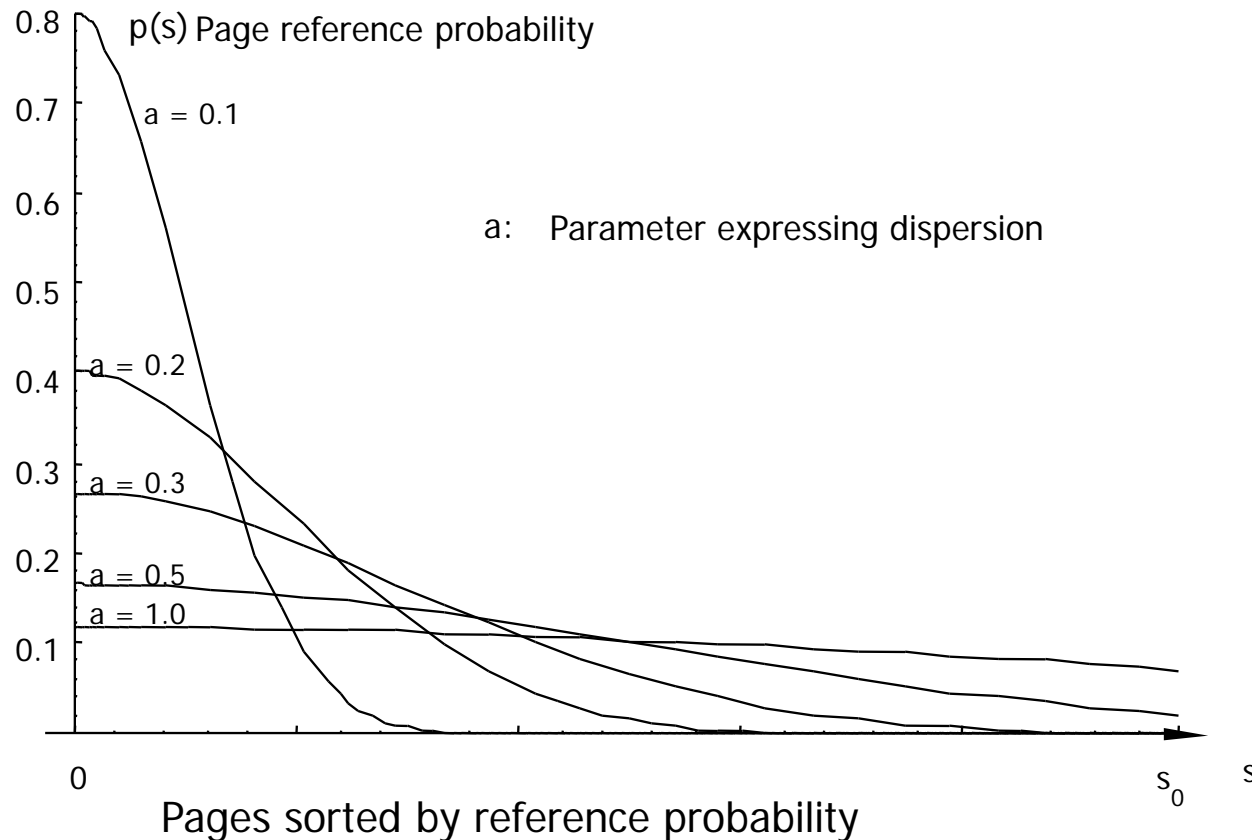 0.8
p(s) Page reference probability
0.7
a = 0.1
0.6
a: Parameter expressing dispersion
0.5
a = 0.2
0.4
0.3
a = 0.3
0.2
a = 0.5
a = 1.0
0.1
0
s0
s
Pages sorted by reference probability